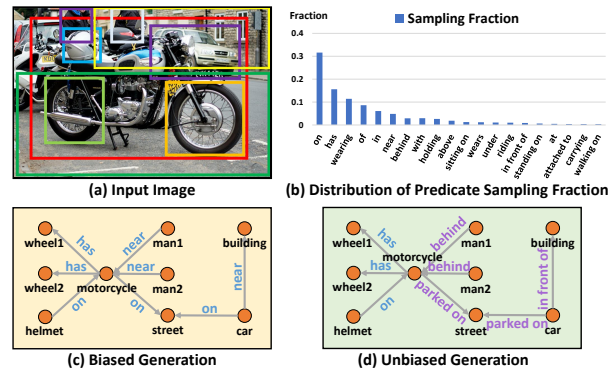 Fraction
Sampling Fraction
0.4
0.3
0.2
0.1
0
on
has
wearing
of
in
near
behind
with
holding
above
sitting on
wears
under
riding
in front of
standing on
at
attached to
carrying
walking on
(a) Input Image
(b) Distribution of Predicate Sampling Fraction
wheel1
man1
building
has
near
wheel2
has
motorcycle
near
man2
near
on
on
helmet
street
on
car
(c) Biased Generation
wheel1
man1
building
has
behind
motorcycle
wheel2
has
behind
man2
in front of
on
parked on
helmet
street
parked on
car
(d) Unbiased Generation